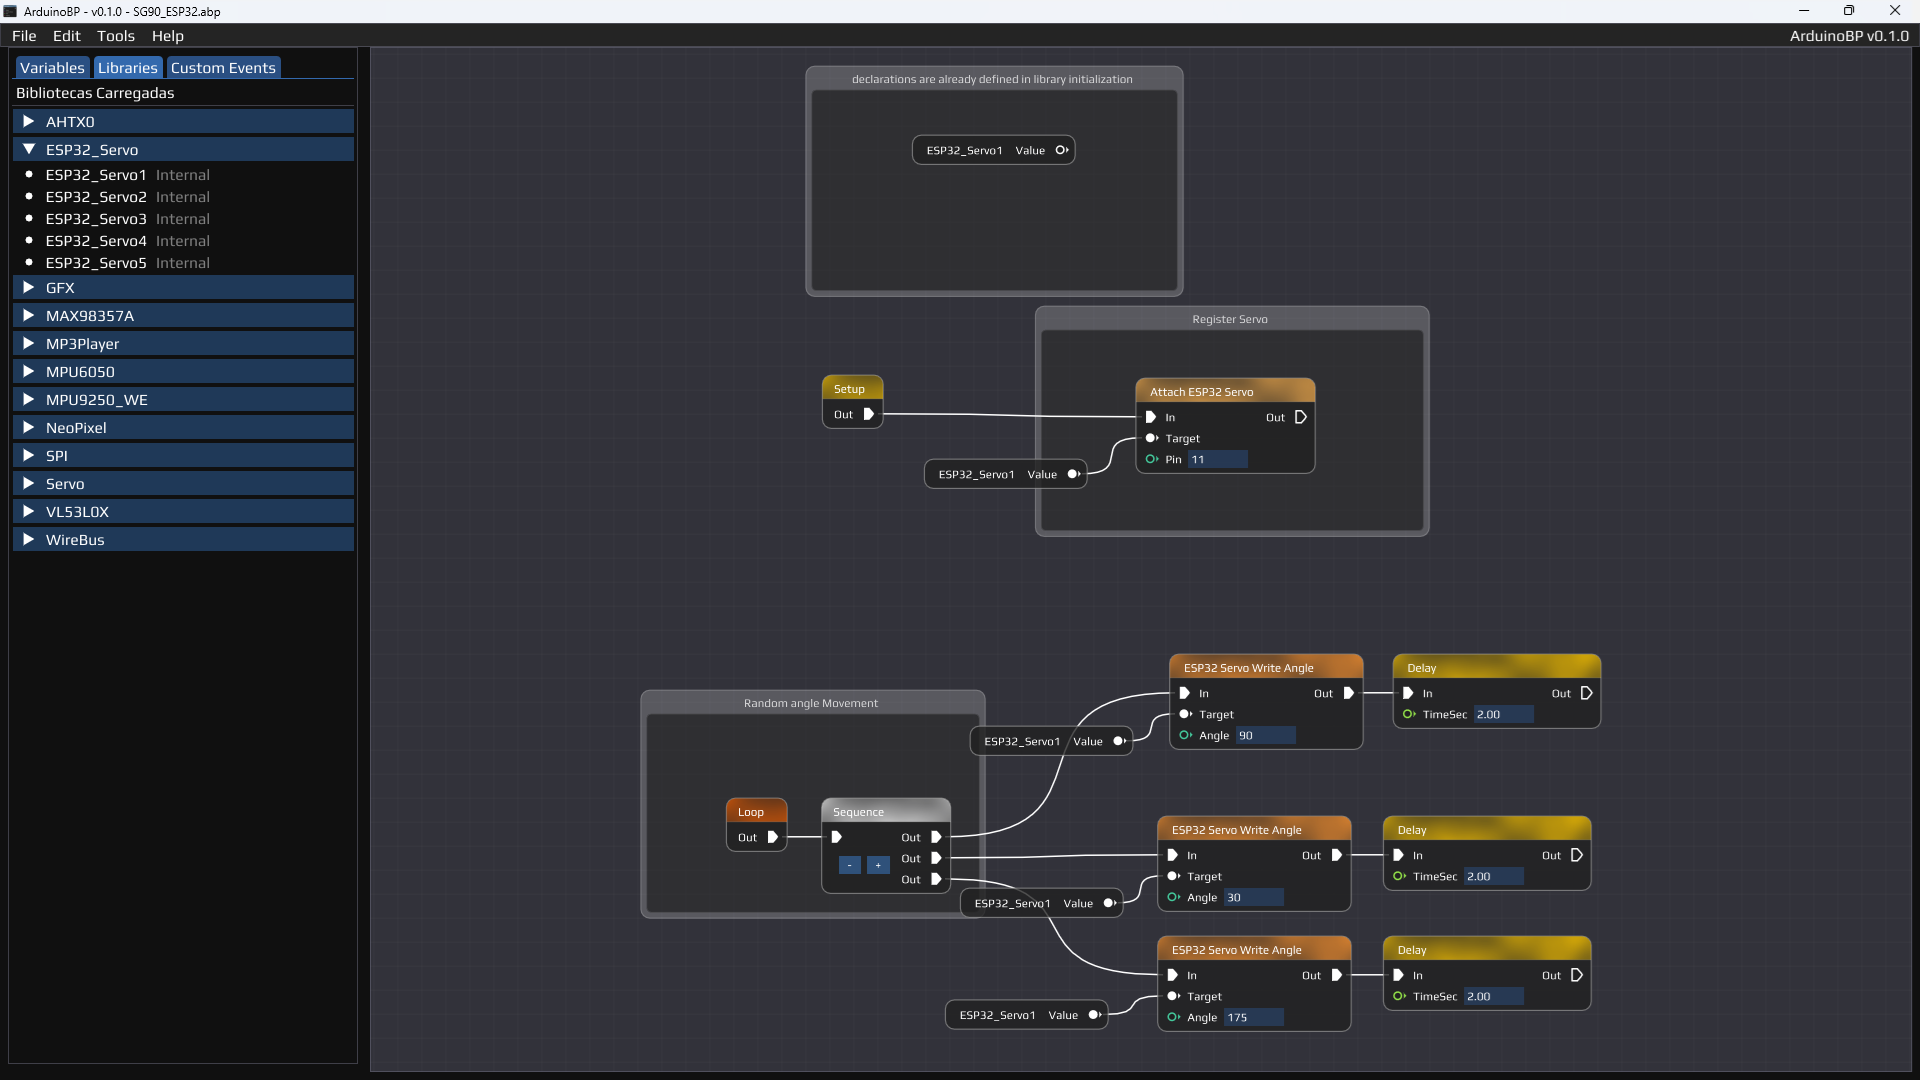 ArduinoBP - v0.1.0 - SG90_ESP32.abp
File Edit Tools Help
ArduinoBP v0.1.0
Variables Libraries Custom Events
Bibliotecas Carregadas
AHTX0
ESP32_Servo
ESP32_Servo1 Internal
ESP32_Servo2 Internal
ESP32_Servo3 Internal
ESP32_Servo4 Internal
ESP32_Servo5 Internal
GFX
MAX98357A
MP3Player
MPU6050
MPU9250_WE
NeoPixel
SPI
Servo
VL53L0X
WireBus
declarations are already defined in library initialization
ESP32_Servo1 Value
Register Servo
Setup
Out
Attach ESP32 Servo
In Out
Target
Pin 11
ESP32_Servo1 Value
Random angle Movement
Loop
Out
Sequence
Out
- +
Out
Out
ESP32_Servo1 Value
ESP32 Servo Write Angle
In Out
Target
Angle 90
Delay
In Out
TimeSec 2.00
ESP32_Servo1 Value
ESP32 Servo Write Angle
In Out
Target
Angle 30
Delay
In Out
TimeSec 2.00
ESP32_Servo1 Value
ESP32 Servo Write Angle
In Out
Target
Angle 175
Delay
In Out
TimeSec 2.00